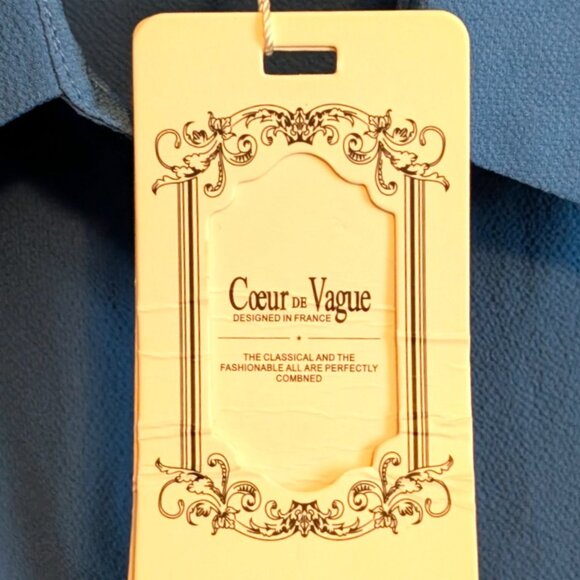 Cœur DE Vague
DESIGNED IN FRANCE
THE CLASSICAL AND THE
FASHIONABLE ALL ARE PERFECTLY
COMBNED